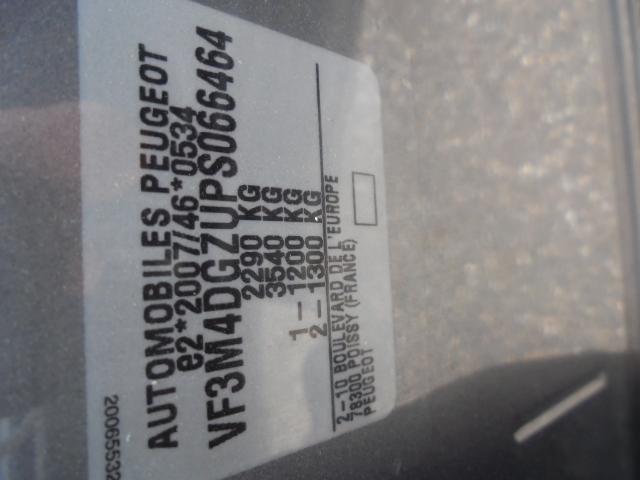 20065532
AUTOMOBILES PEUGEOT
e2*2007/46*0534
VF3M4DGZUPS066464
2290 KG
3540 KG
1– 1200 KG
2– 1300 KG
2–10 BOULEVARD DE L'EUROPE
78300 POISSY (FRANCE)
PEUGEOT